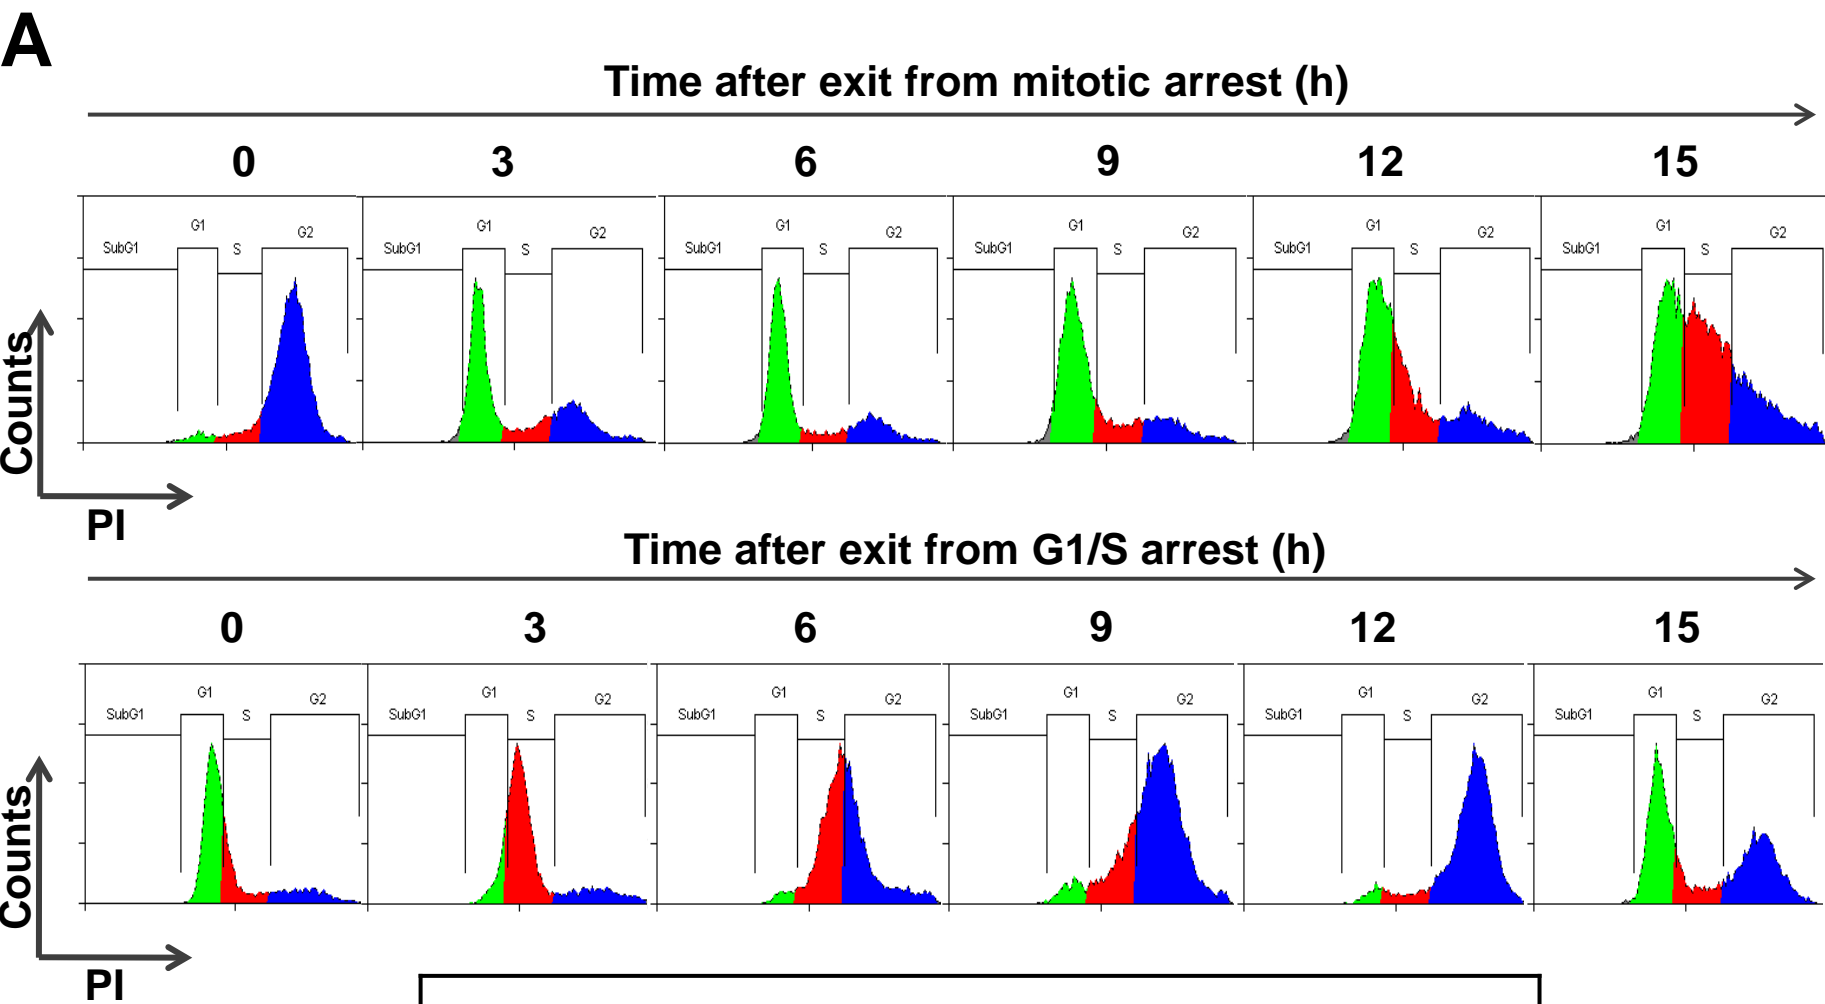 A
Time after exit from mitotic arrest (h)
0 3 6 9 12 15
G1 G2 G1 G2 G1 G2 G1 G2 G1 G2 G1 G2
SubG1 S SubG1 S SubG1 S SubG1 S SubG1 S SubG1 S
Counts
PI
Time after exit from G1/S arrest (h)
0 3 6 9 12 15
G1 G2 G1 G2 G1 G2 G1 G2 G1 G2 G1 G2
SubG1 S SubG1 S SubG1 S SubG1 S SubG1 S SubG1 S
Counts
PI